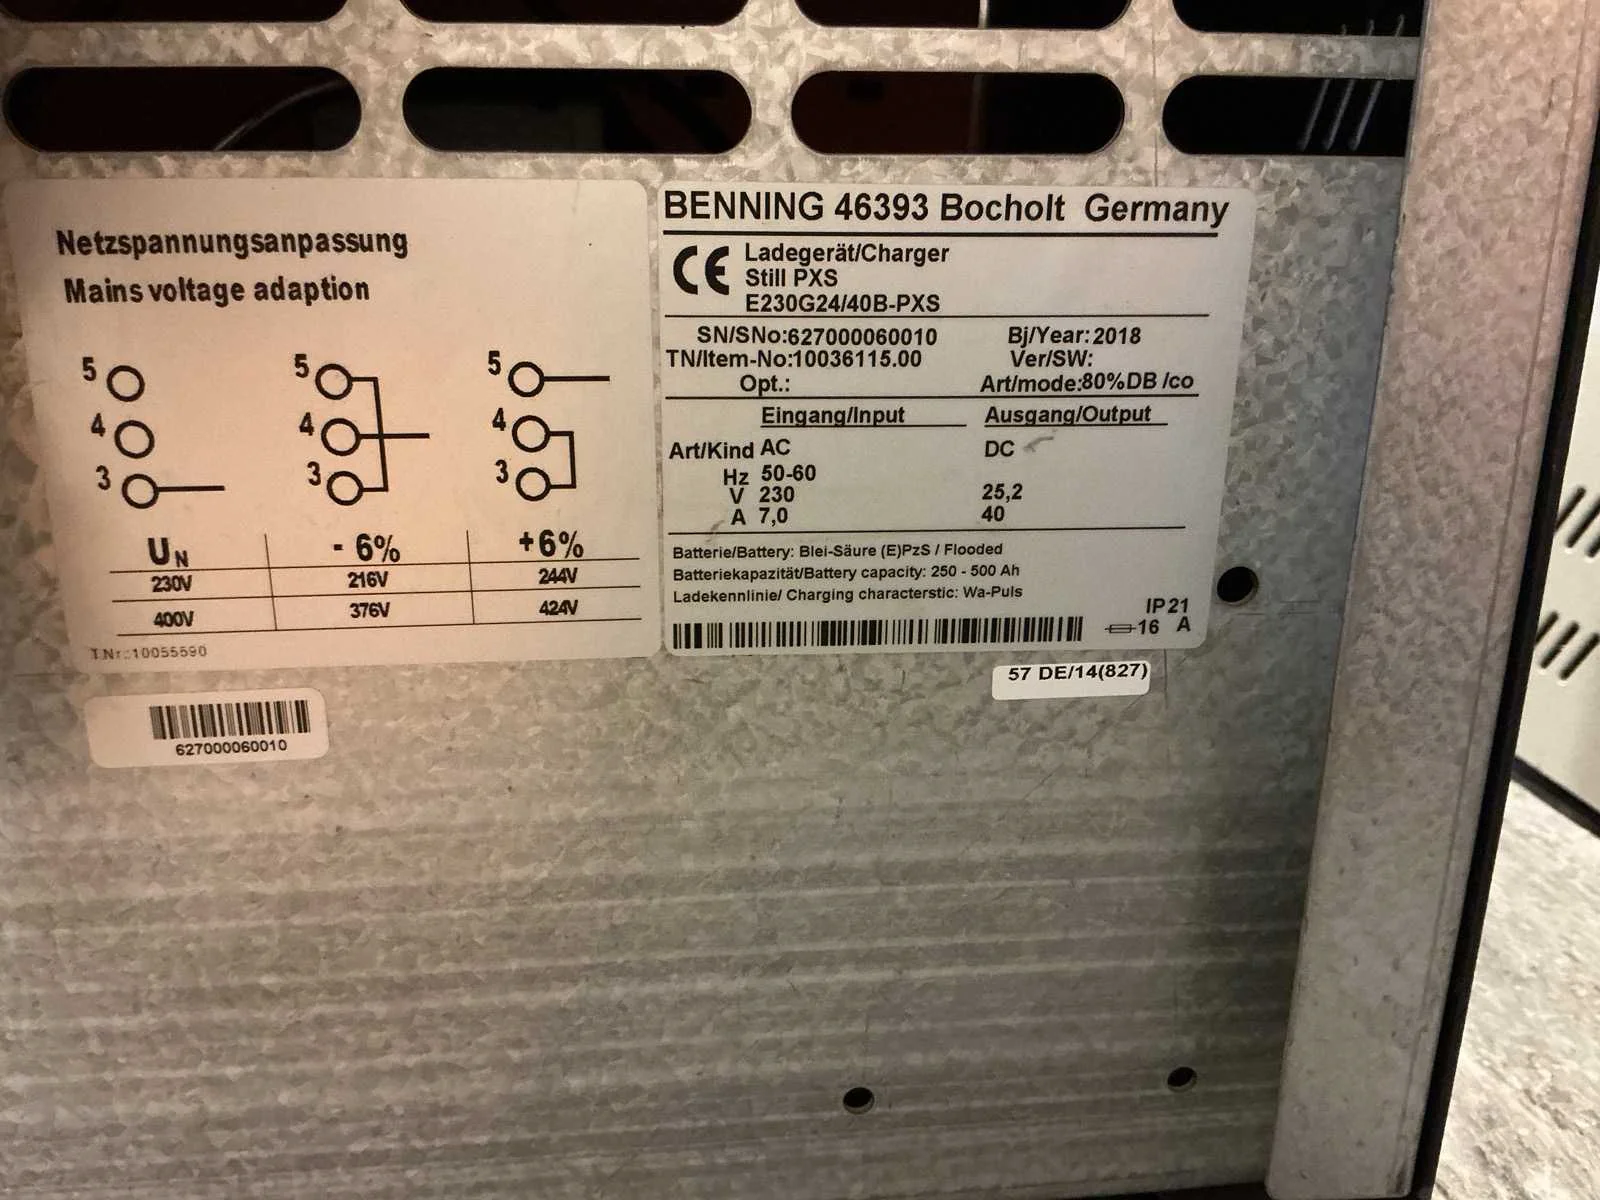 Netzspannungsanpassung
Mains voltage adaption
5 5 5
4 4 4
3 3 3
UN - 6% +6%
230V 216V 244V
400V 376V 424V
T.Nr.:10055590
627000060010
BENNING 46393 Bocholt Germany
CE Ladegerät/Charger
Still PXS
E230G24/40B-PXS
SN/SNo:627000060010 Bj/Year: 2018
TN/Item-No:10036115.00 Ver/SW:
Opt.: Art/mode:80%DB /co
Eingang/Input Ausgang/Output
Art/Kind AC DC
Hz 50-60
V 230 25,2
A 7,0 40
Batterie/Battery: Blei-Säure (E)PzS / Flooded
Batteriekapazität/Battery capacity: 250 - 500 Ah
Ladekennlinie/ Charging characterstic: Wa-Puls
IP21
16 A
57 DE/14(827)